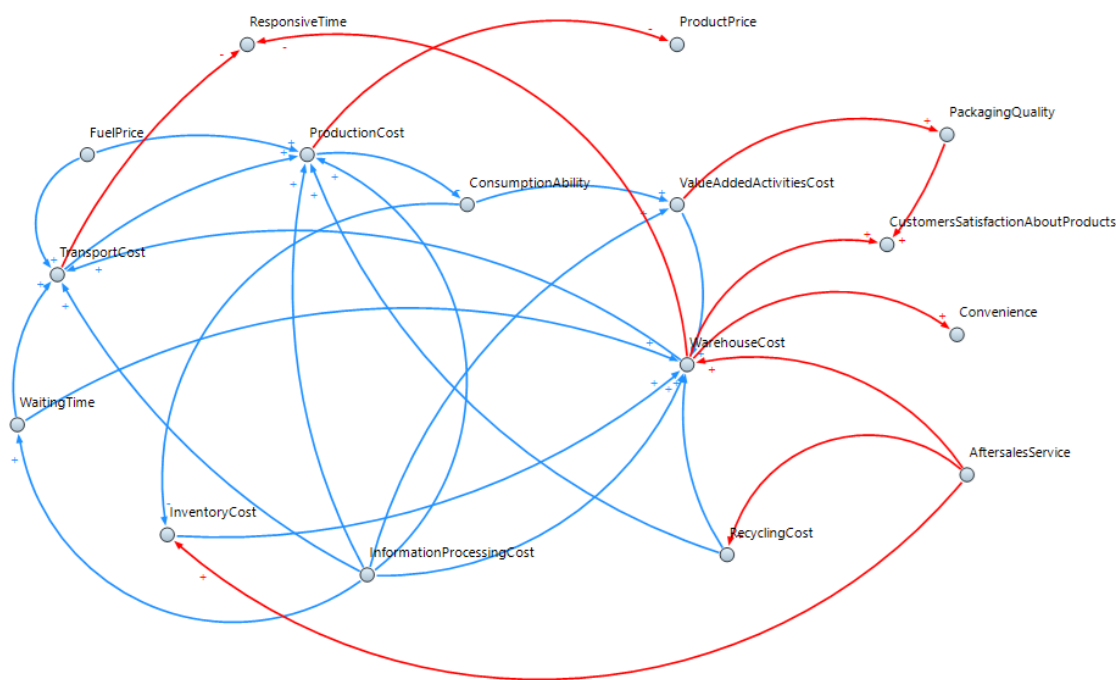 ResponsiveTime
ProductPrice
-
-
-
PackagingQuality
+
FuelPrice
ProductionCost
+
+
+
+
+
ConsumptionAbility
-
ValueAddedActivitiesCost
+
+
CustomersSatisfactionAboutProducts
+
+
TransportCost
+
+
+
+
Convenience
+
WarehouseCost
+
+
+
+
+
+
WaitingTime
+
AftersalesService
InventoryCost
-
+
InformationProcessingCost
RecyclingCost